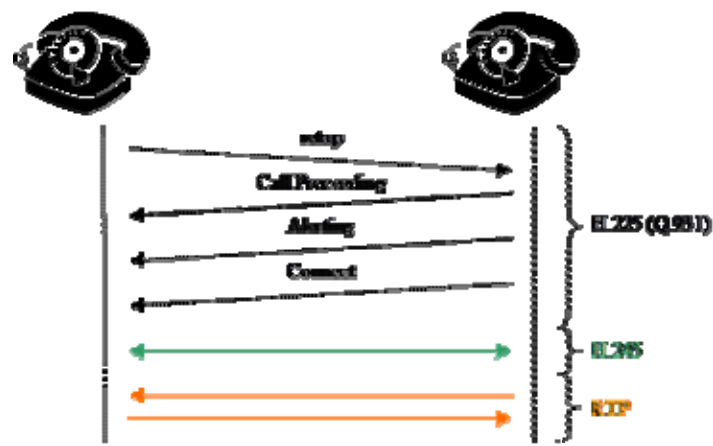 setup
Call Proceeding
Alerting
Connect
H.225 (Q.931)
H.245
RTP